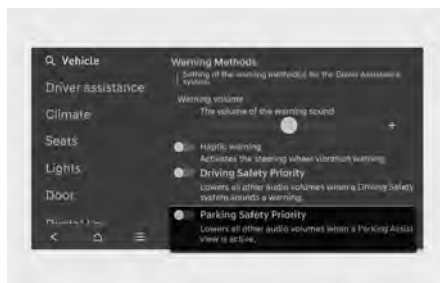 Vehicle
Driver assistance
Climate
Seats
Lights
Door
Warning Methods
Setting of the warning method(s) for the Driver Assistance
system.
Warning volume
The volume of the warning sound
+
Haptic warning
Activates the steering wheel vibration warning.
Driving Safety Priority
Lowers all other audio volumes when a Driving Safety
system sounds a warning.
Parking Safety Priority
Lowers all other audio volumes when a Parking Assist
view is active.